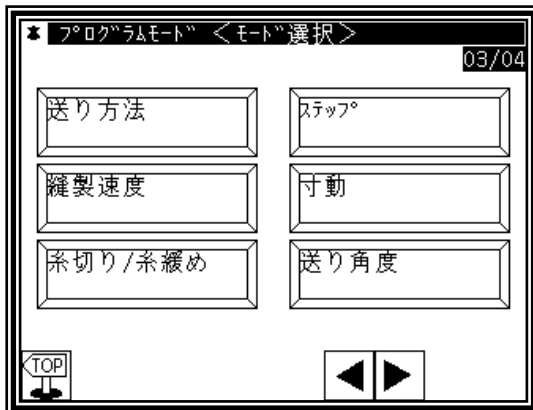 ﾌﾟﾛｸﾞﾗﾑﾓｰﾄﾞ ＜ﾓｰﾄﾞ選択＞
03/04
送り方法
ｽﾃｯﾌﾟ
縫製速度
寸動
糸切り/糸緩め
送り角度
TOP